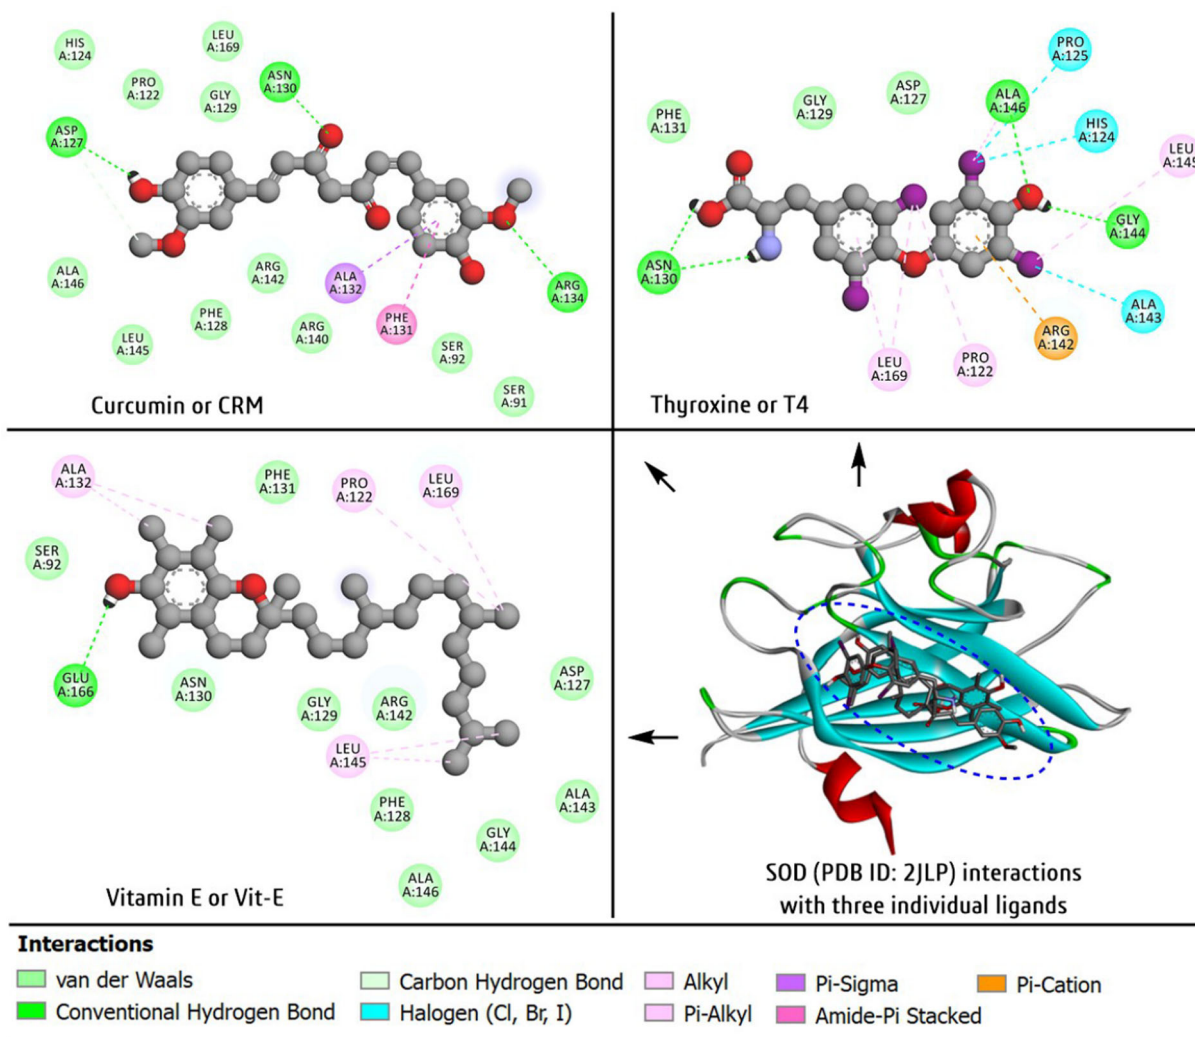 HIS
A:124
LEU
A:169
PRO
A:122
GLY
A:129
ASN
A:130
ASP
A:127
ALA
A:146
ARG
A:142
ALA
A:132
ARG
A:134
PHE
A:128
PHE
A:131
LEU
A:145
ARG
A:140
SER
A:92
SER
A:91
Curcumin or CRM
PRO
A:125
PHE
A:131
GLY
A:129
ASP
A:127
ALA
A:146
HIS
A:124
LEU
A:145
GLY
A:144
ASN
A:130
ALA
A:143
ARG
A:142
LEU
A:169
PRO
A:122
Thyroxine or T4
ALA
A:132
PHE
A:131
PRO
A:122
LEU
A:169
SER
A:92
GLU
A:166
ASN
A:130
GLY
A:129
ARG
A:142
ASP
A:127
LEU
A:145
PHE
A:128
ALA
A:143
GLY
A:144
ALA
A:146
Vitamin E or Vit-E
SOD (PDB ID: 2JLP) interactions
with three individual ligands
Interactions
van der Waals
Conventional Hydrogen Bond
Carbon Hydrogen Bond
Halogen (Cl, Br, I)
Alkyl
Pi-Alkyl
Pi-Sigma
Amide-Pi Stacked
Pi-Cation